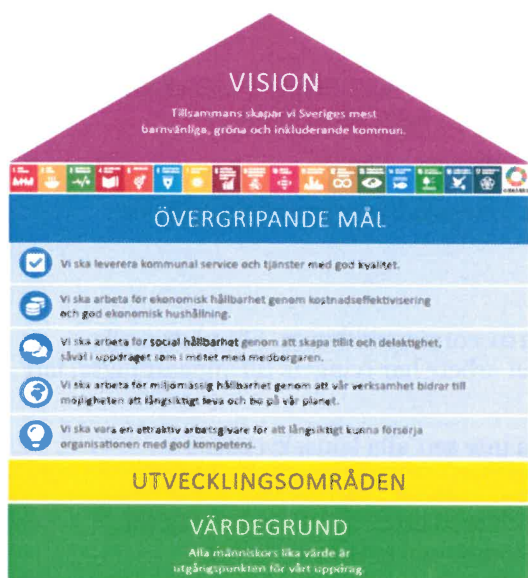 VISION
Tillsammans skapar vi Sveriges mest
barnvänliga, gröna och inkluderande kommun.
ÖVERGRIPANDE MÅL
Vi ska leverera kommunal service och tjänster med god kvalitet.
Vi ska arbeta för ekonomisk hållbarhet genom kostnadseffektivisering
och god ekonomisk hushållning.
Vi ska arbeta för social hållbarhet genom att skapa tillit och delaktighet,
såväl i uppdraget som i mötet med medborgaren.
Vi ska arbeta för miljömässig hållbarhet genom att vår verksamhet bidrar till
möjligheten att långsiktigt leva och bo på vår planet.
Vi ska vara en attraktiv arbetsgivare för att långsiktigt kunna försörja
organisationen med god kompetens.
UTVECKLINGSOMRÅDEN
VÄRDEGRUND
Alla människors lika värde är
utgångspunkten för vårt uppdrag.